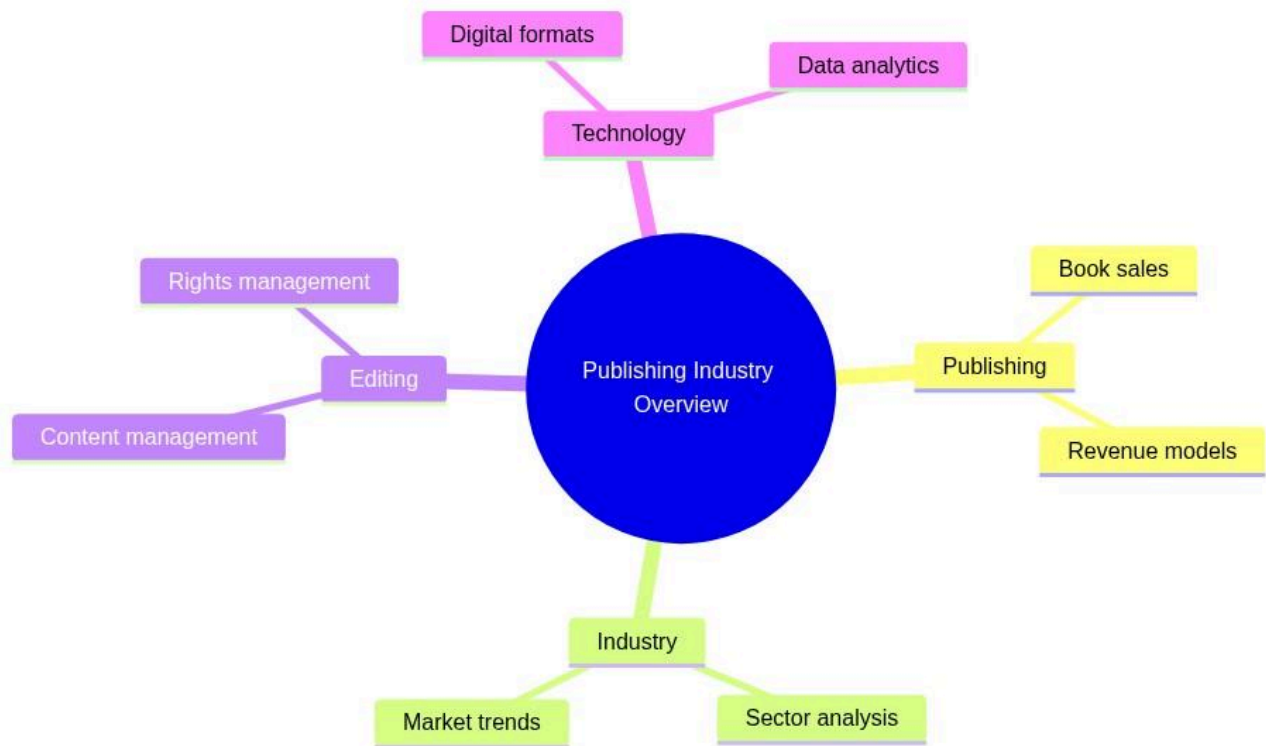 Digital formats
Data analytics
Technology
Rights management
Book sales
Editing
Publishing Industry
Overview
Publishing
Content management
Revenue models
Industry
Market trends
Sector analysis